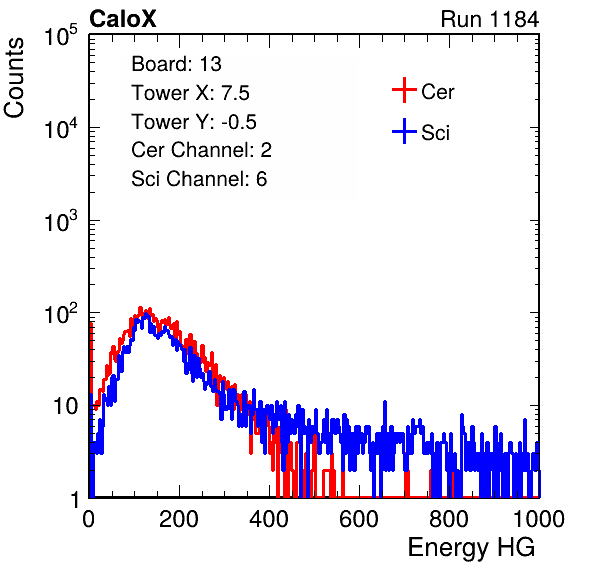 CaloX Run 1184
Counts
Board: 13
Tower X: 7.5
Tower Y: -0.5
Cer Channel: 2
Sci Channel: 6
Cer
Sci
10^5
10^4
10^3
10^2
10
1
0 200 400 600 800 1000
Energy HG